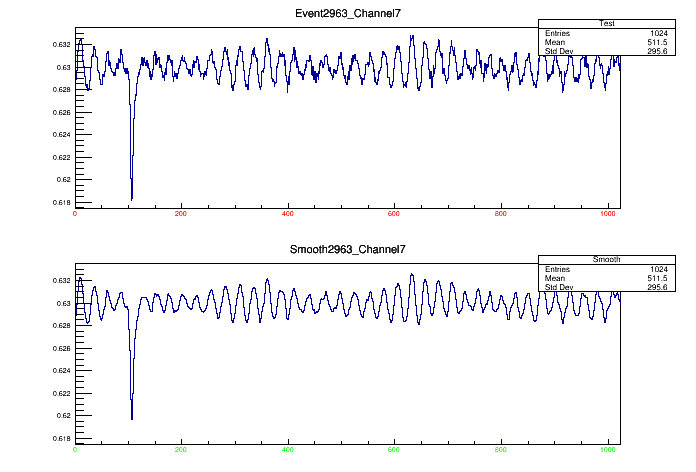 Event2963_Channel7
Test
Entries 1024
Mean 511.5
Std Dev 295.6
0.632
0.63
0.628
0.626
0.624
0.622
0.62
0.618
0 200 400 600 800 1000
Smooth2963_Channel7
Smooth
Entries 1024
Mean 511.5
Std Dev 295.6
0.632
0.63
0.628
0.626
0.624
0.622
0.62
0.618
0 200 400 600 800 1000